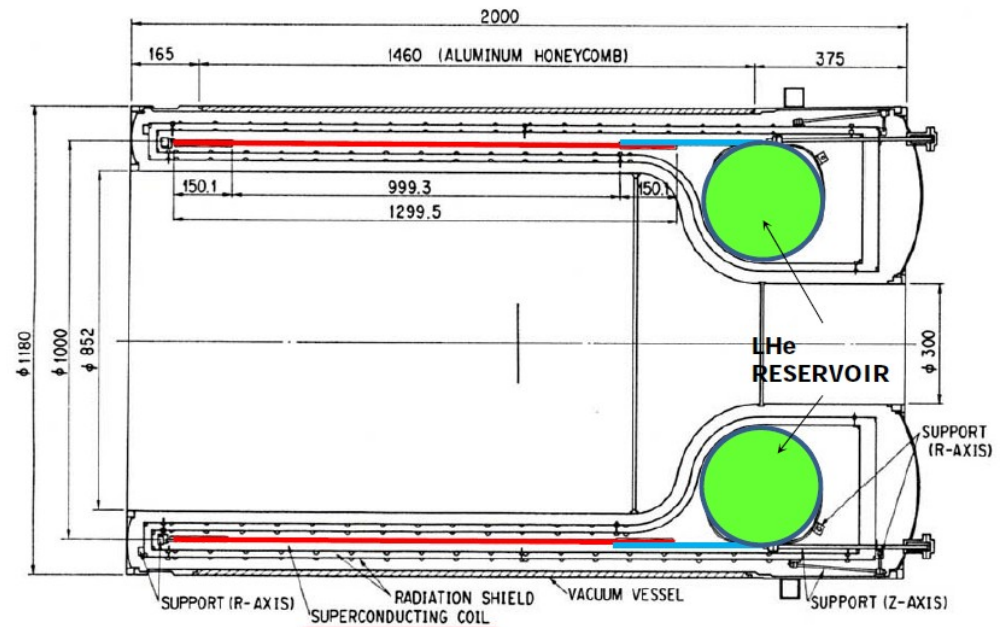 2000
165
1460 (ALUMINUM HONEYCOMB)
375
150.1
999.3
150.1
1299.5
φ1180
φ1000
φ852
φ300
LHe
RESERVOIR
SUPPORT
(R-AXIS)
SUPPORT (R-AXIS)
SUPERCONDUCTING COIL
RADIATION SHIELD
VACUUM VESSEL
SUPPORT (Z-AXIS)